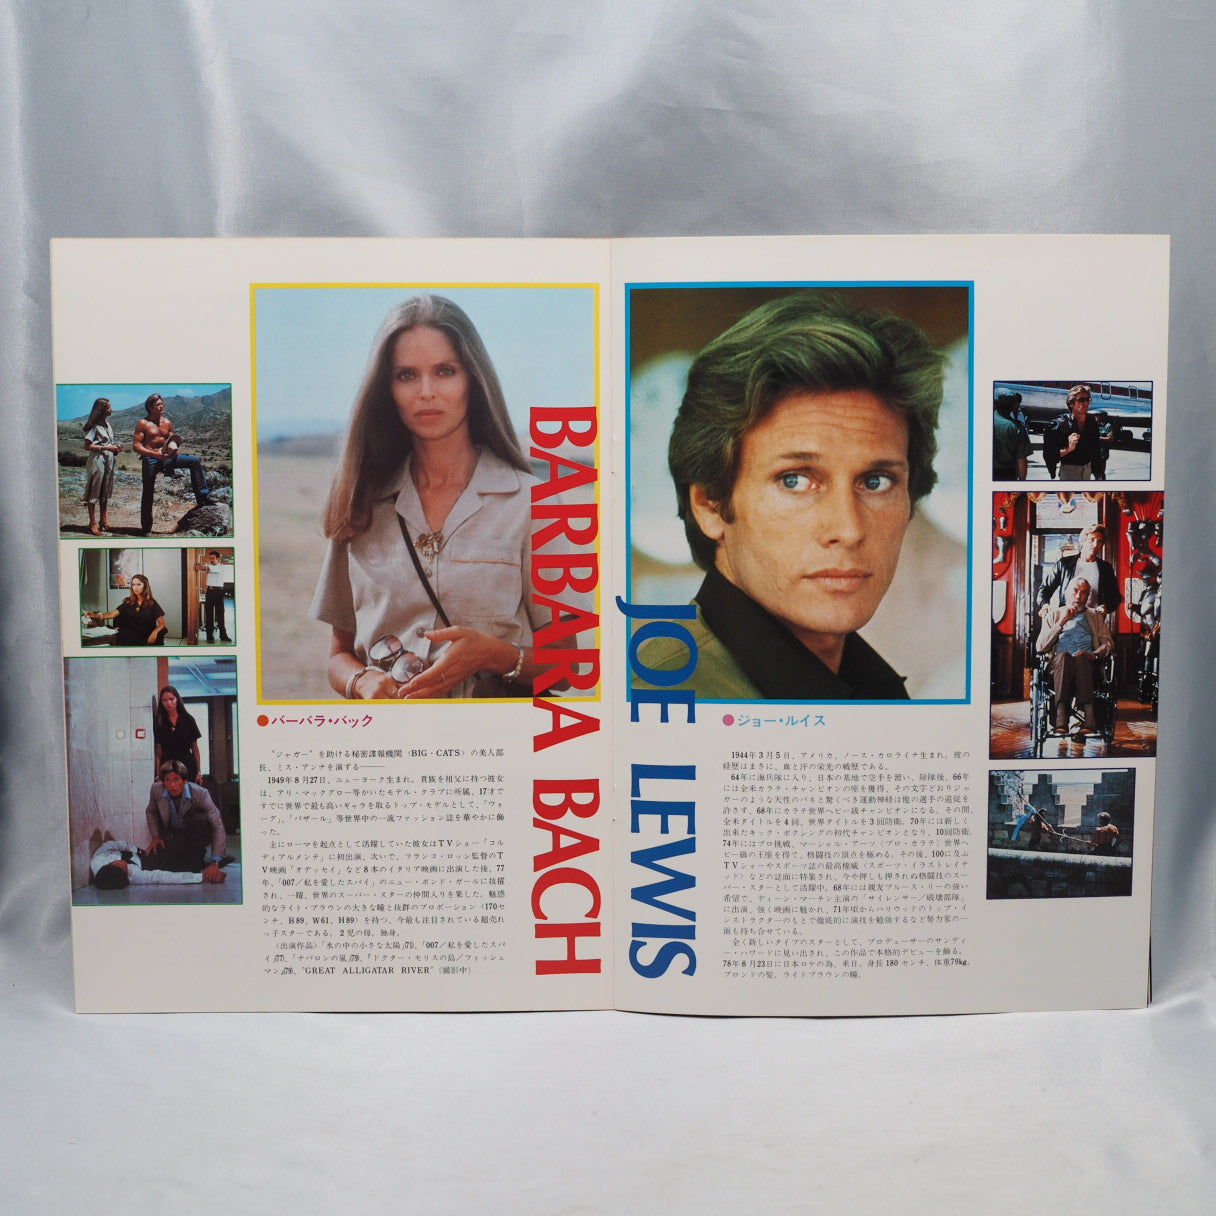 BARBARA BACH
●バーバラ・バック
"ジャガー"を助ける秘密諜報機関〈BIG・CATS〉の美人部
長、ミス・アンナを演ずる———
1949年8月27日、ニューヨーク生まれ。貴族を祖父に持つ彼女
は、アリ・マックグロー等がいたモデル・クラブに所属、17才で
すでに世界で最も高いギャラを取るトップ・モデルとして、「ヴォ
ーグ」、「バザール」等世界中の一流ファッション誌を華やかに飾
った。
主にローマを起点として活躍していた彼女はTVショー「コル
ディアルメンテ」に初出演、次いで、フランコ・ロッシ監督のT
V映画「オデッセイ」など8本のイタリア映画に出演した後、77
年、「007／私を愛したスパイ」のニュー・ボンド・ガールに抜擢
され、一躍、世界のスーパー・スターの仲間入りを果した。魅惑
的なライト・ブラウンの大きな瞳と抜群のプロポーション〈170セ
ンチ、B89、W61、H89〉を持つ、今最も注目されている超売れ
っ子スターである。2児の母。独身。
〈出演作品〉「水の中の小さな太陽」(71)、「007／私を愛したスパ
イ」(77)、「ナバロンの嵐」(78)、「ドクター・モリスの島／フィッシュ
マン」(78)、"GREAT ALLIGATAR RIVER"（撮影中）
JOE LEWIS
●ジョー・ルイス
1944年3月5日、アメリカ、ノース・カロライナ生まれ。彼の
経歴はまさに、血と汗の栄光の戦歴である。
64年に海兵隊に入り、日本の基地で空手を習い、除隊後、66年
には全米カラテ・チャンピオンの座を獲得。その文字どおりジャ
ガーのような天性のバネと驚くべき運動神経は他の選手の追従を
許さず、68年にカラテ世界ヘビー級チャンピオンになる。その間、
全米タイトルを4回、世界タイトルを3回防衛。70年には新しく
出来たキック・ボクシングの初代チャンピオンとなり、10回防衛。
74年にはプロ挑戦、マーシャル・アーツ（プロ・カラテ）世界ヘ
ビー級の王座を得て、格闘技の頂点を極める。その後、100に及ぶ
TVショーやスポーツ誌の最高権威〈スポーツ・イラストレイテ
ッド〉などの誌面に特集され、今や押しも押されぬ格闘技のスー
パー・スターとして活躍中。68年には親友ブルース・リーの強い
希望で、ディーン・マーチン主演の「サイレンサー／破壊部隊」
に出演、強く映画に魅かれ、71年頃からハリウッドのトップ・イ
ンストラクターのもとで徹底的に演技を勉強するなど努力家の一
面も持ち合せている。
全く新しいタイプのスターとして、プロデューサーのサンディ
ー・ハワードに見い出され、この作品で本格的デビューを飾る。
78年8月23日に日本ロケの為、来日。身長180センチ、体重79kg。
ブロンドの髪。ライトブラウンの瞳。